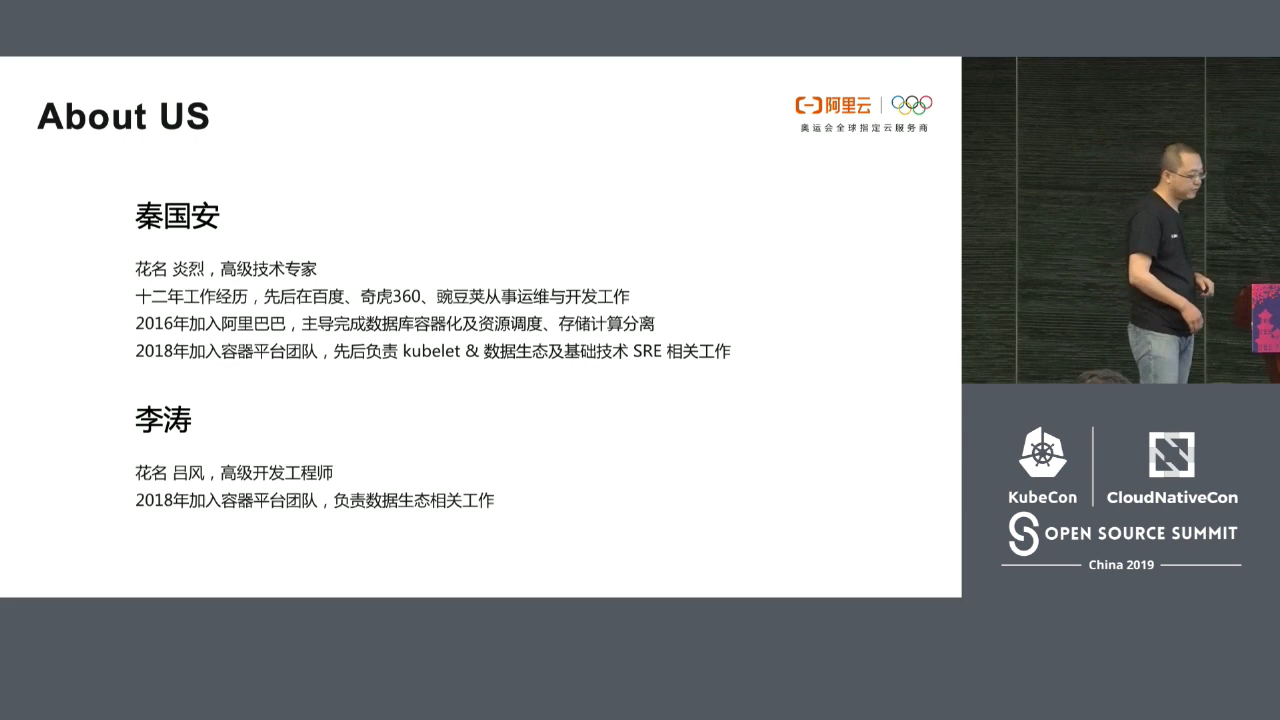 About US
阿里云
奥运会全球指定云服务商
秦国安
花名 炎烈，高级技术专家
十二年工作经历，先后在百度、奇虎360、豌豆荚从事运维与开发工作
2016年加入阿里巴巴，主导完成数据库容器化及资源调度、存储计算分离
2018年加入容器平台团队，先后负责 kubelet & 数据生态及基础技术 SRE 相关工作
李涛
花名 吕风，高级开发工程师
2018年加入容器平台团队，负责数据生态相关工作
KubeCon
CloudNativeCon
OPEN SOURCE SUMMIT
China 2019